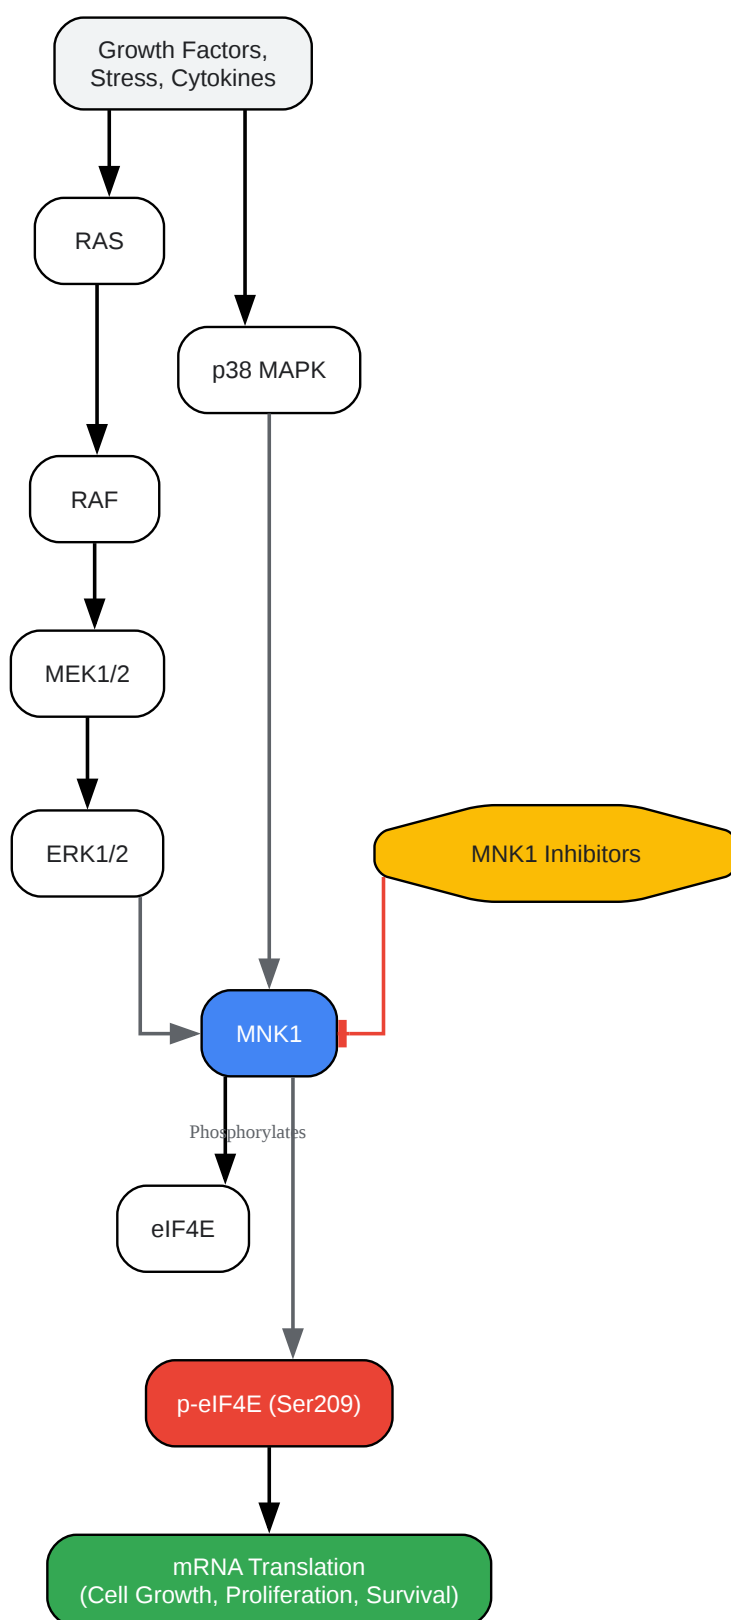 Growth Factors,
Stress, Cytokines
RAS
p38 MAPK
RAF
MEK1/2
ERK1/2
MNK1 Inhibitors
MNK1
Phosphorylates
eIF4E
p-eIF4E (Ser209)
mRNA Translation
(Cell Growth, Proliferation, Survival)